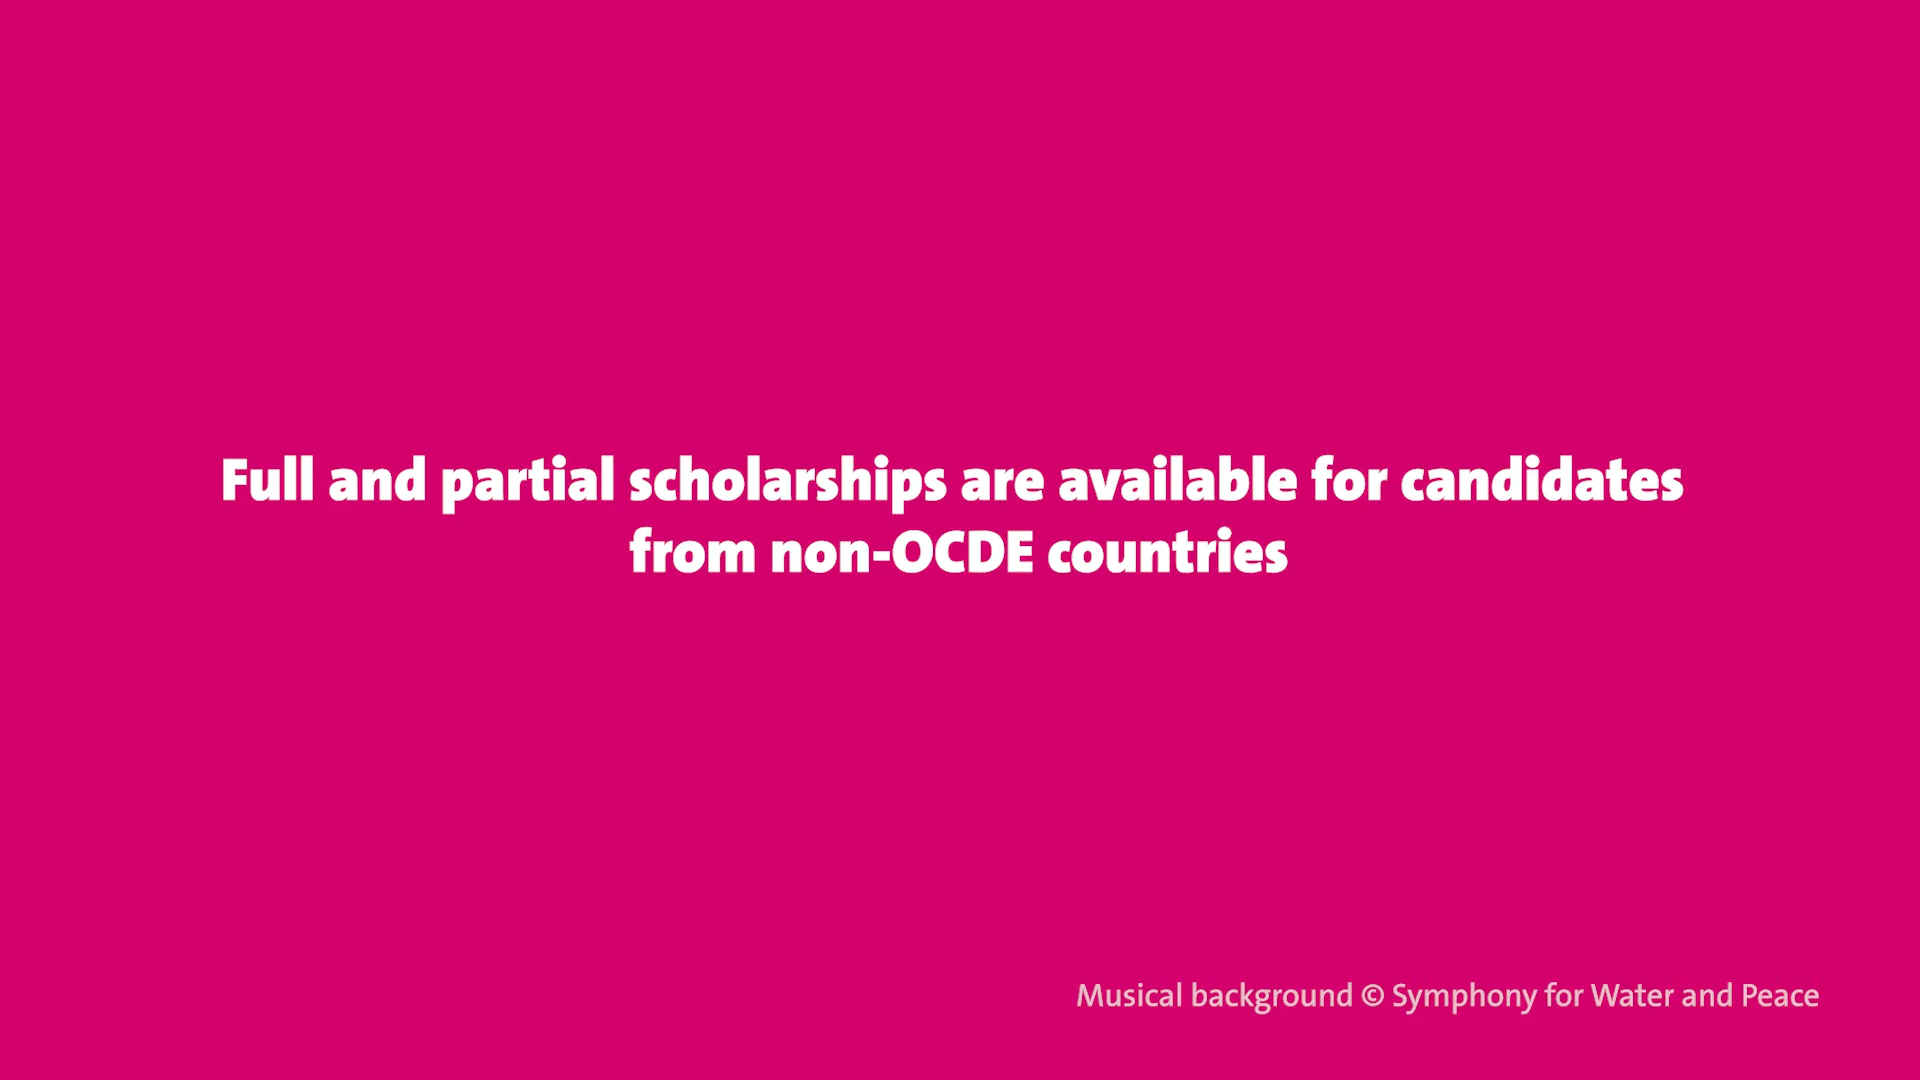 Full and partial scholarships are available for candidates
from non-OCDE countries
Musical background © Symphony for Water and Peace